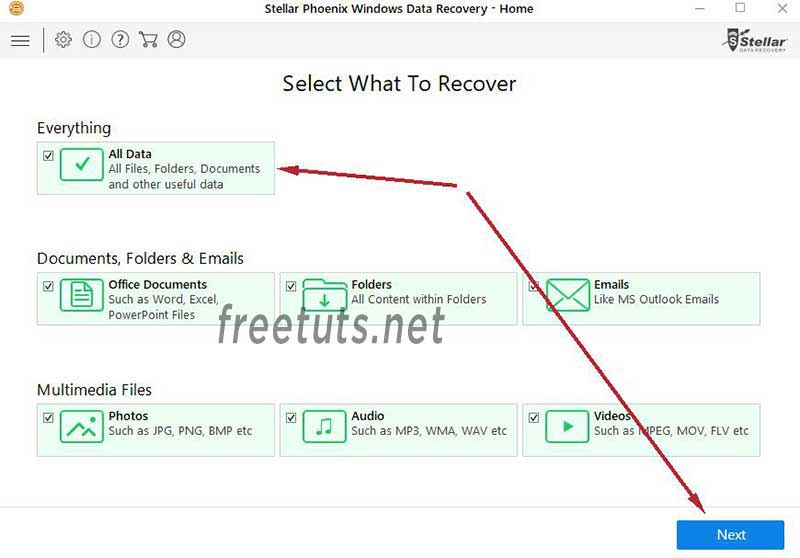 Stellar Phoenix Windows Data Recovery - Home
Stellar
DATA RECOVERY
Select What To Recover
Everything
All Data
All Files, Folders, Documents
and other useful data
Documents, Folders & Emails
Office Documents
Such as Word, Excel,
PowerPoint Files
Folders
All Content within Folders
Emails
Like MS Outlook Emails
freetuts.net
Multimedia Files
Photos
Such as JPG, PNG, BMP etc
Audio
Such as MP3, WMA, WAV etc
Videos
Such as MPEG, MOV, FLV etc
Next